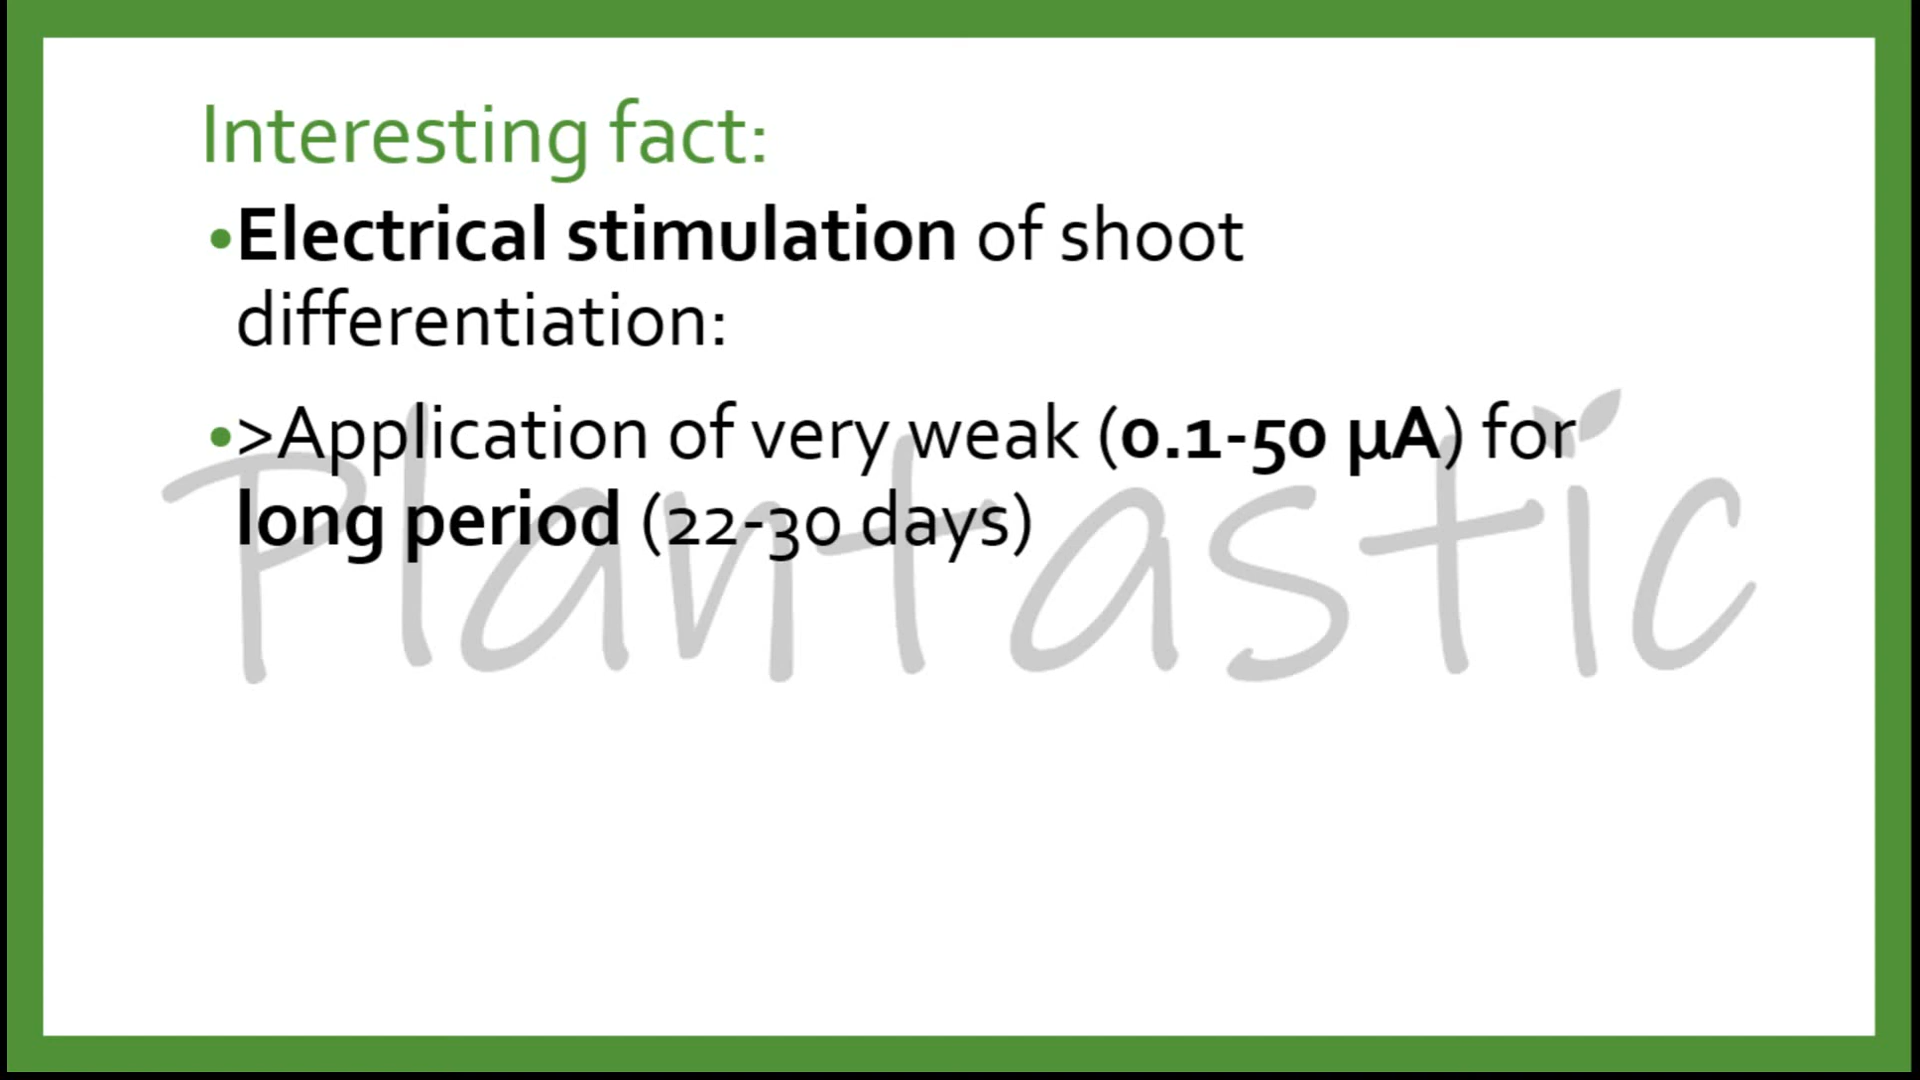 Interesting fact:
•Electrical stimulation of shoot
differentiation:
•>Application of very weak (0.1-50 µA) for
long period (22-30 days)
Plantastic